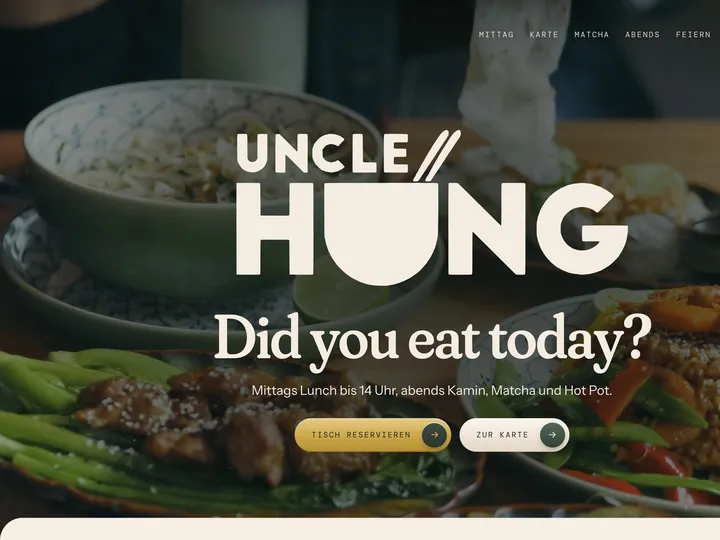 MITTAG KARTE MATCHA ABENDS FEIERN
UNCLE
HUNG
Did you eat today?
Mittags Lunch bis 14 Uhr, abends Kamin, Matcha und Hot Pot.
TISCH RESERVIEREN → ZUR KARTE →